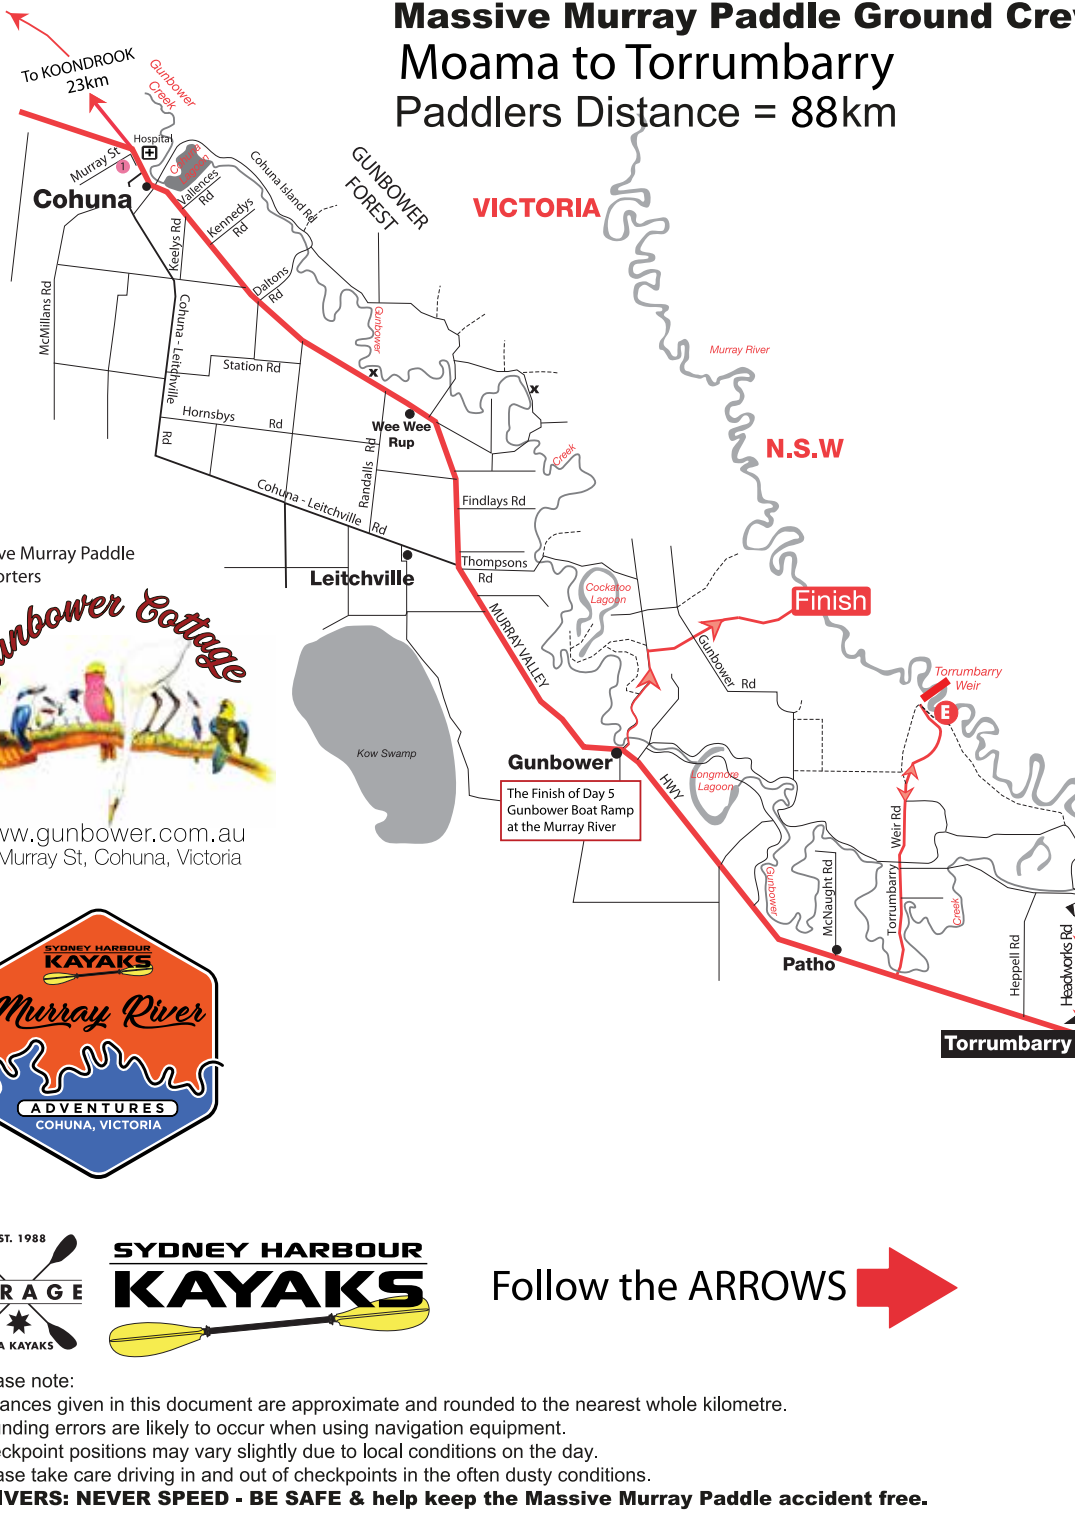 Massive Murray Paddle Ground Cre
Moama to Torrumbarry
Paddlers Distance = 88km
To KOONDROOK
23km
Gunbower
Creek
Hospital
Murray St
1
Cohuna
Cohuna
Lagoon
Vallences
Rd
Kennedys
Rd
Cohuna Island Rd
GUNBOWER
FOREST
VICTORIA
Keelys Rd
Daltons
Rd
McMillans Rd
Cohuna - Leitchville
Rd
Gunbower
Murray River
Station Rd
x
x
Hornsbys Rd
Wee Wee
Rup
N.S.W
Randalls Rd
Creek
Cohuna - Leitchville Rd
Findlays Rd
ve Murray Paddle
orters
Leitchville
Thompsons
Rd
Cockatoo
Lagoon
Finish
unbower Cottage
MURRAY VALLEY
Gunbower Rd
Torrumbarry
Weir
E
Kow Swamp
Gunbower
HWY
Longmore
Lagoon
The Finish of Day 5
Gunbower Boat Ramp
at the Murray River
ww.gunbower.com.au
Murray St, Cohuna, Victoria
Gunbower
McNaught Rd
Torrumbarry Weir Rd
Creek
Patho
Heppell Rd
Headworks Rd
Torrumbarry
SYDNEY HARBOUR
KAYAKS
Murray River
ADVENTURES
COHUNA, VICTORIA
ST. 1988
RAGE
A KAYAKS
SYDNEY HARBOUR
KAYAKS
Follow the ARROWS
ase note:
ances given in this document are approximate and rounded to the nearest whole kilometre.
unding errors are likely to occur when using navigation equipment.
eckpoint positions may vary slightly due to local conditions on the day.
ase take care driving in and out of checkpoints in the often dusty conditions.
IVERS: NEVER SPEED - BE SAFE & help keep the Massive Murray Paddle accident free.